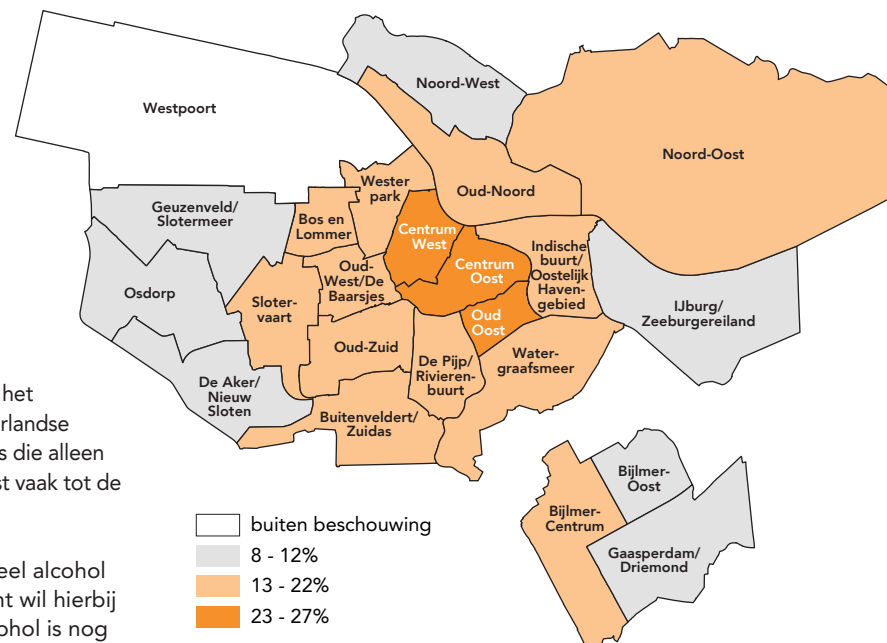 Noord-West
Westpoort
Noord-Oost
Wester
park
Oud-Noord
Geuzenveld/
Slotermeer
Bos en
Lommer
Centrum
West
Indische
buurt/
Oostelijk
Haven-
gebied
Centrum
Oost
Oud-
West/De
Baarsjes
Osdorp
Sloter-
vaart
IJburg/
Zeeburgereiland
Oud
Oost
Oud-Zuid
De Pijp/
Rivieren-
buurt
Water-
graafsmeer
De Aker/
Nieuw
Sloten
Buitenveldert/
Zuidas
Bijlmer-
Oost
Bijlmer-
Centrum
Gaasperdam/
Driemond
het
rlandse
s die alleen
st vaak tot de
eel alcohol
nt wil hierbij
ohol is nog
buiten beschouwing
8 - 12%
13 - 22%
23 - 27%